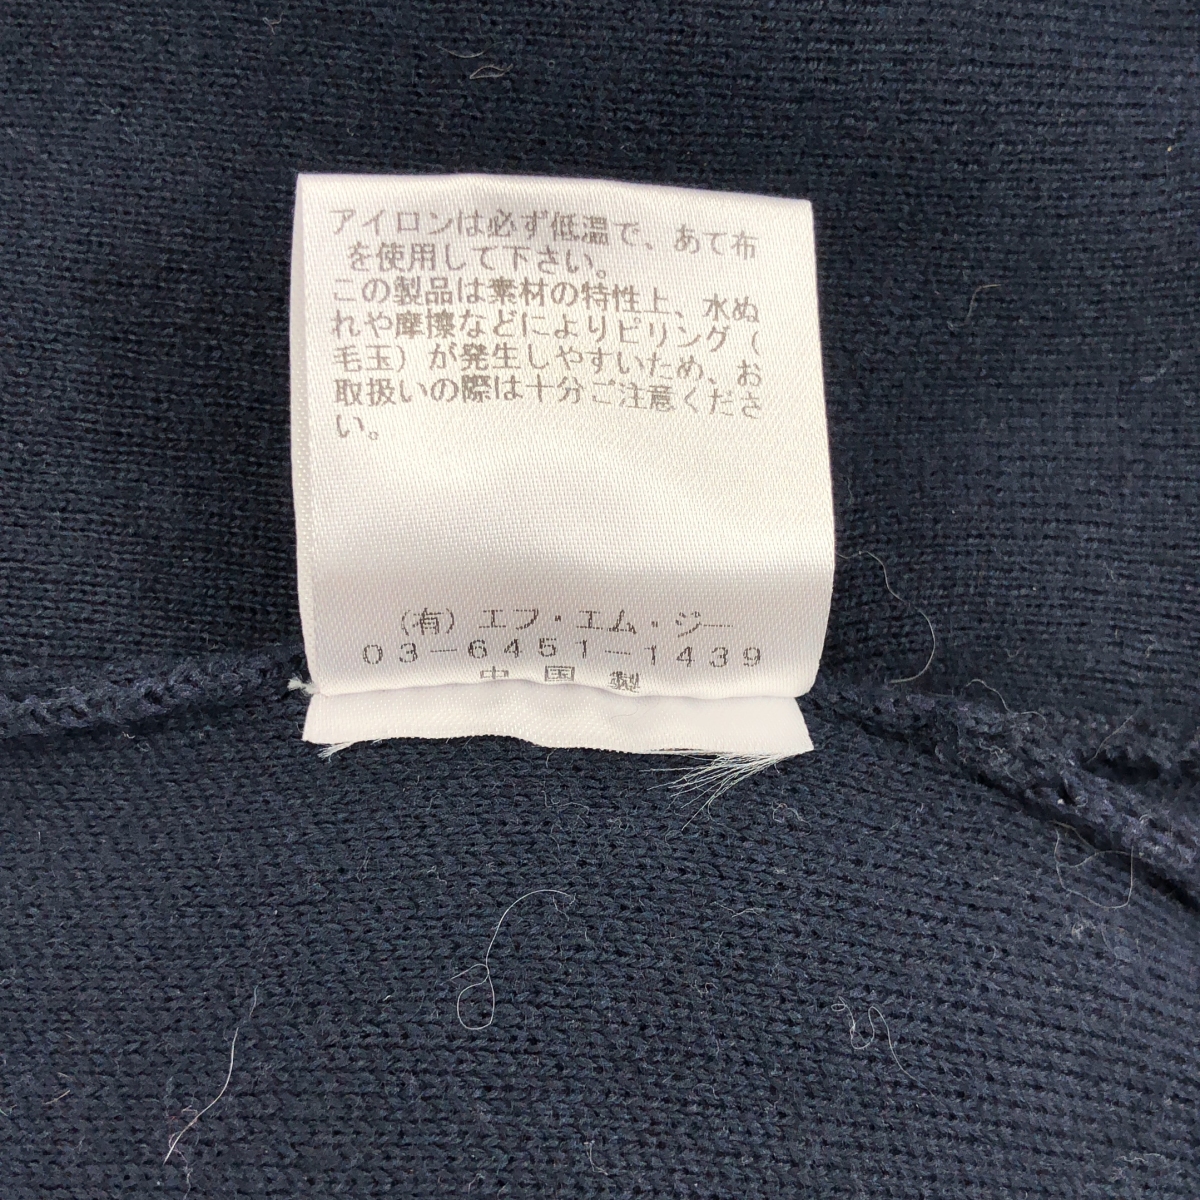 アイロンは必ず低温で、あて布
を使用して下さい。
この製品は素材の特性上、水ぬ
れや摩擦などによりピリング（
毛玉）が発生しやすいため、お
取扱いの際は十分ご注意くださ
い。
（有）エフ・エム・ジー
０３－６４５１－１４３９
中国製